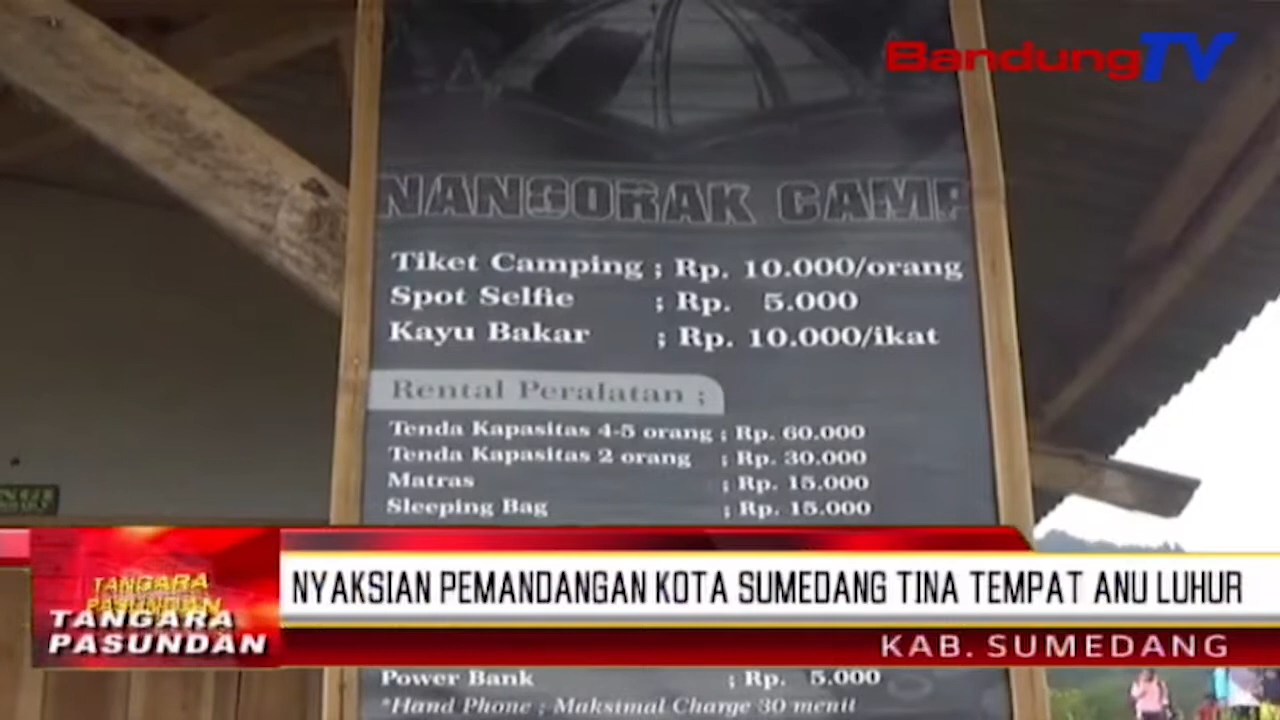 BandungTV
NANGORAK CAMP
Tiket Camping ; Rp. 10.000/orang
Spot Selfie ; Rp. 5.000
Kayu Bakar ; Rp. 10.000/ikat
Rental Peralatan ;
Tenda Kapasitas 4-5 orang ; Rp. 60.000
Tenda Kapasitas 2 orang ; Rp. 30.000
Matras ; Rp. 15.000
Sleeping Bag ; Rp. 15.000
TANGARA
PASUNDAN
TANGARA
PASUNDAN
NYAKSIAN PEMANDANGAN KOTA SUMEDANG TINA TEMPAT ANU LUHUR
KAB. SUMEDANG
Power Bank ; Rp. 5.000
*Hand Phone ; Maksimal Charge 30 menit